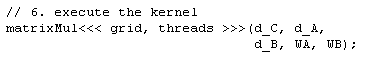 // 6. execute the kernel
matrixMul<<< grid, threads >>>(d_C, d_A,
d_B, WA, WB);